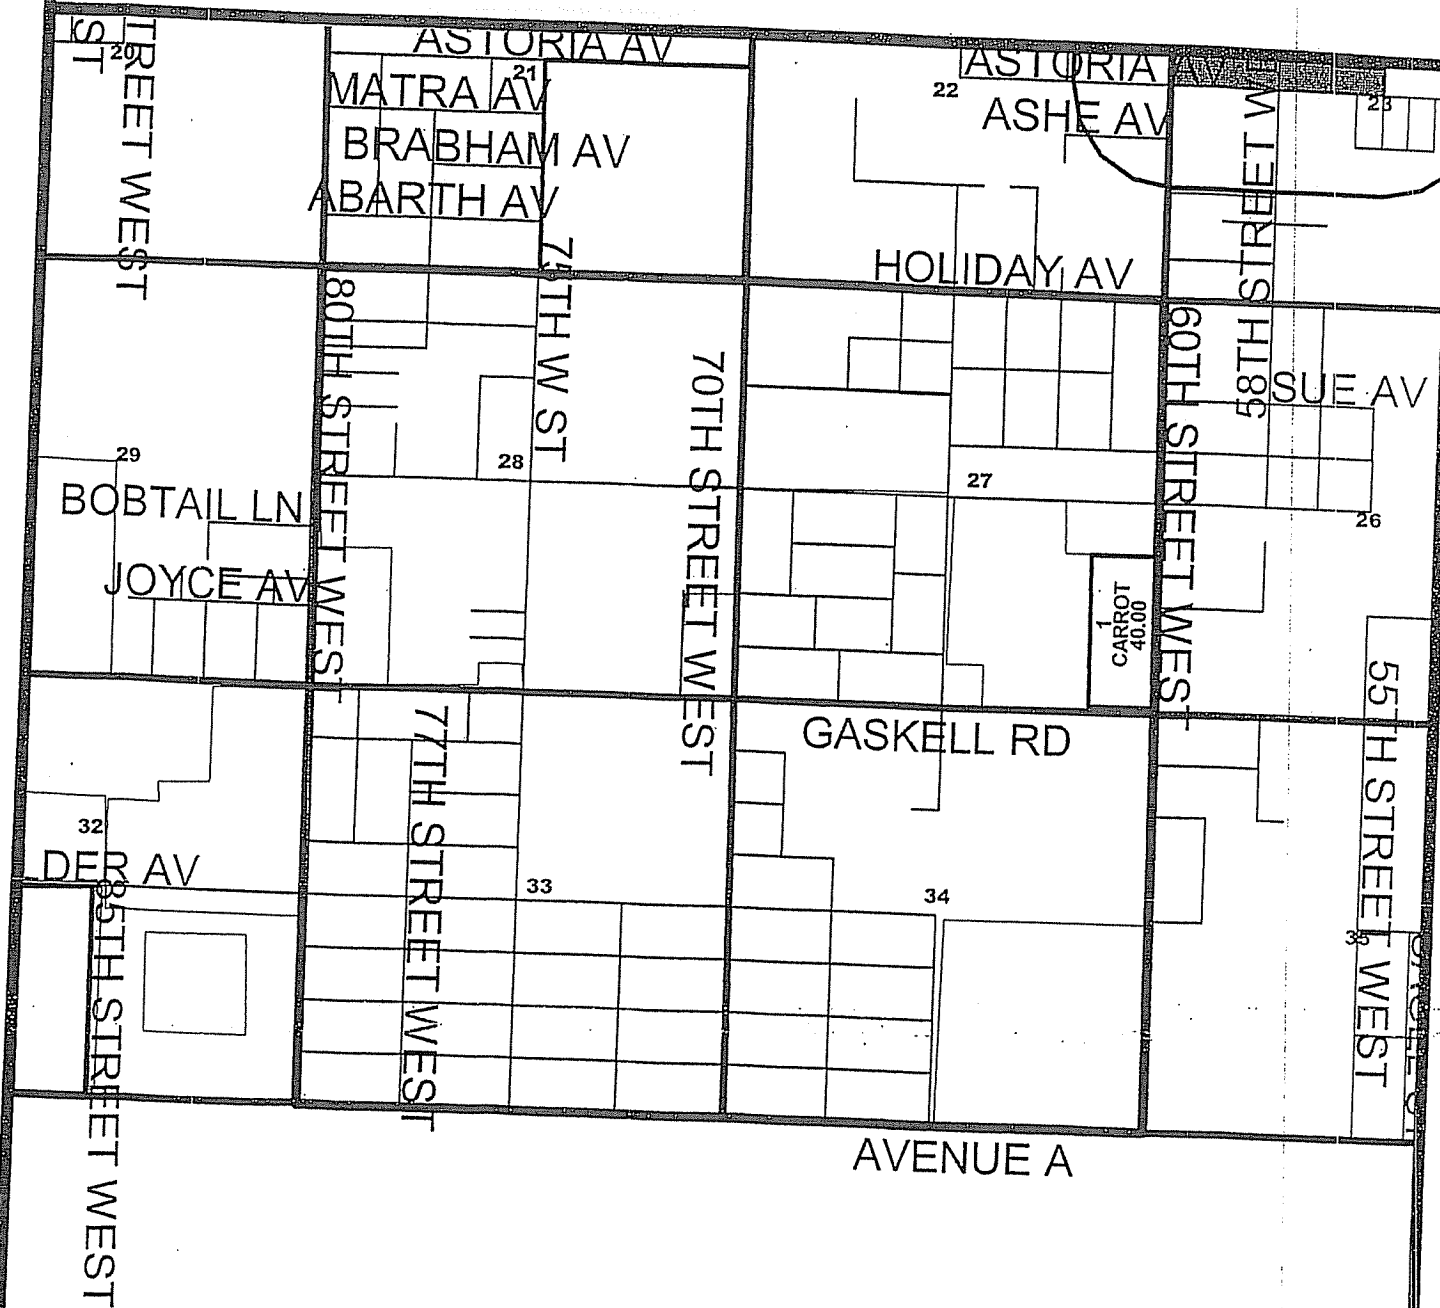 ST
TREET WEST
20
ASTORIA AV
21
MATRA AV
BRABHAM AV
ABARTH AV
ASTORIA AV
22
ASHE AV
23
HOLIDAY AV
75TH W ST
80TH STREET WEST
70TH STREET WEST
60TH STREET WEST
58TH STREET W
SUE AV
29
28
27
26
BOBTAIL LN
JOYCE AV
1
CARROT
40.00
GASKELL RD
77TH STREET WEST
55TH STREET WEST
32
DER AV
33
34
35
85TH STREET WEST
AVENUE A